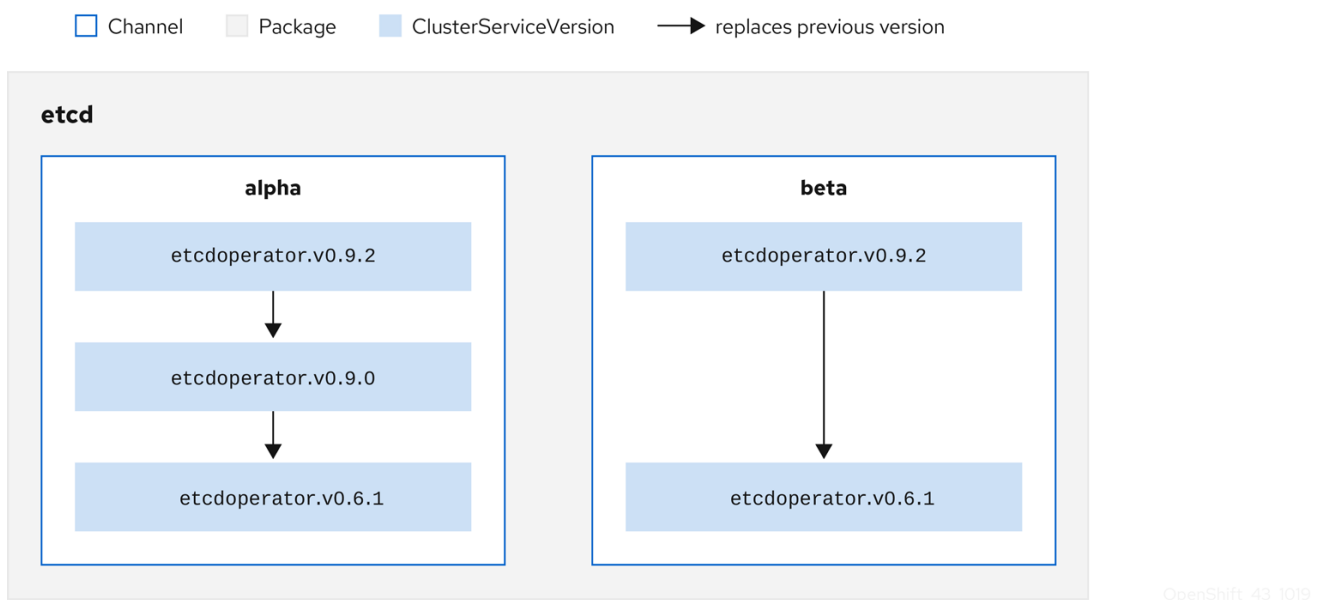 Channel Package ClusterServiceVersion replaces previous version
etcd
alpha
etcdoperator.v0.9.2
etcdoperator.v0.9.0
etcdoperator.v0.6.1
beta
etcdoperator.v0.9.2
etcdoperator.v0.6.1
OpenShift_43_1019